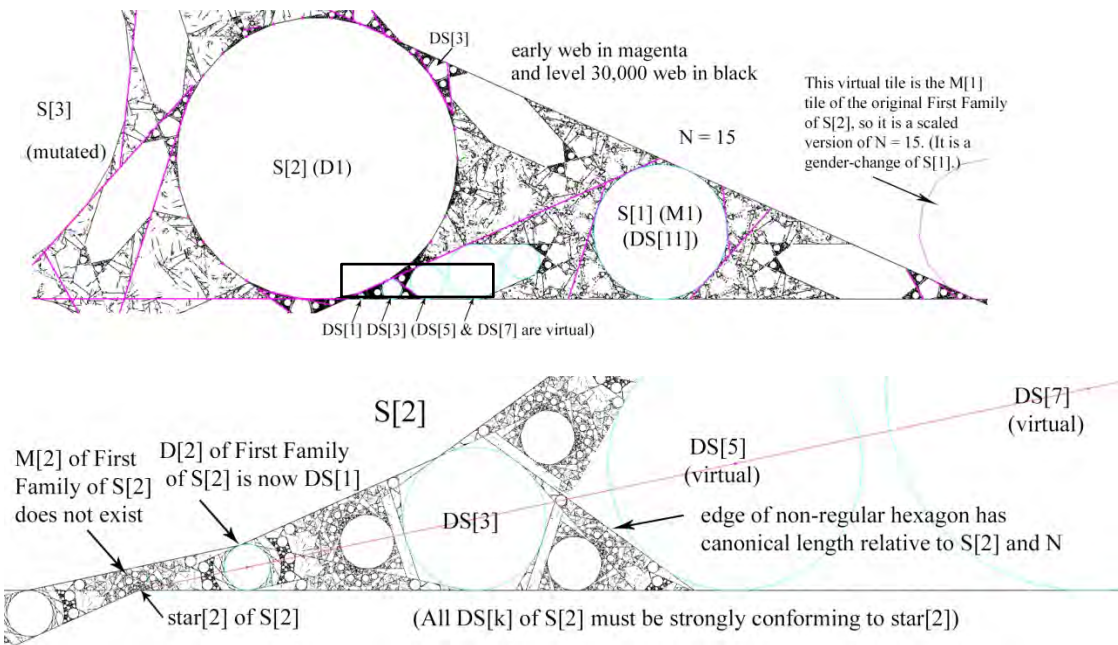 DS[3]
early web in magenta
and level 30,000 web in black
This virtual tile is the M[1]
tile of the original First Family
of S[2], so it is a scaled
version of N = 15. (It is a
gender-change of S[1].)
S[3]
(mutated)
N = 15
S[2] (D1)
S[1] (M1)
(DS[11])
DS[1] DS[3] (DS[5] & DS[7] are virtual)
S[2]
DS[7]
(virtual)
M[2] of First
Family of S[2]
does not exist
D[2] of First Family
of S[2] is now DS[1]
DS[5]
(virtual)
DS[3]
edge of non-regular hexagon has
canonical length relative to S[2] and N
star[2] of S[2]
(All DS[k] of S[2] must be strongly conforming to star[2])